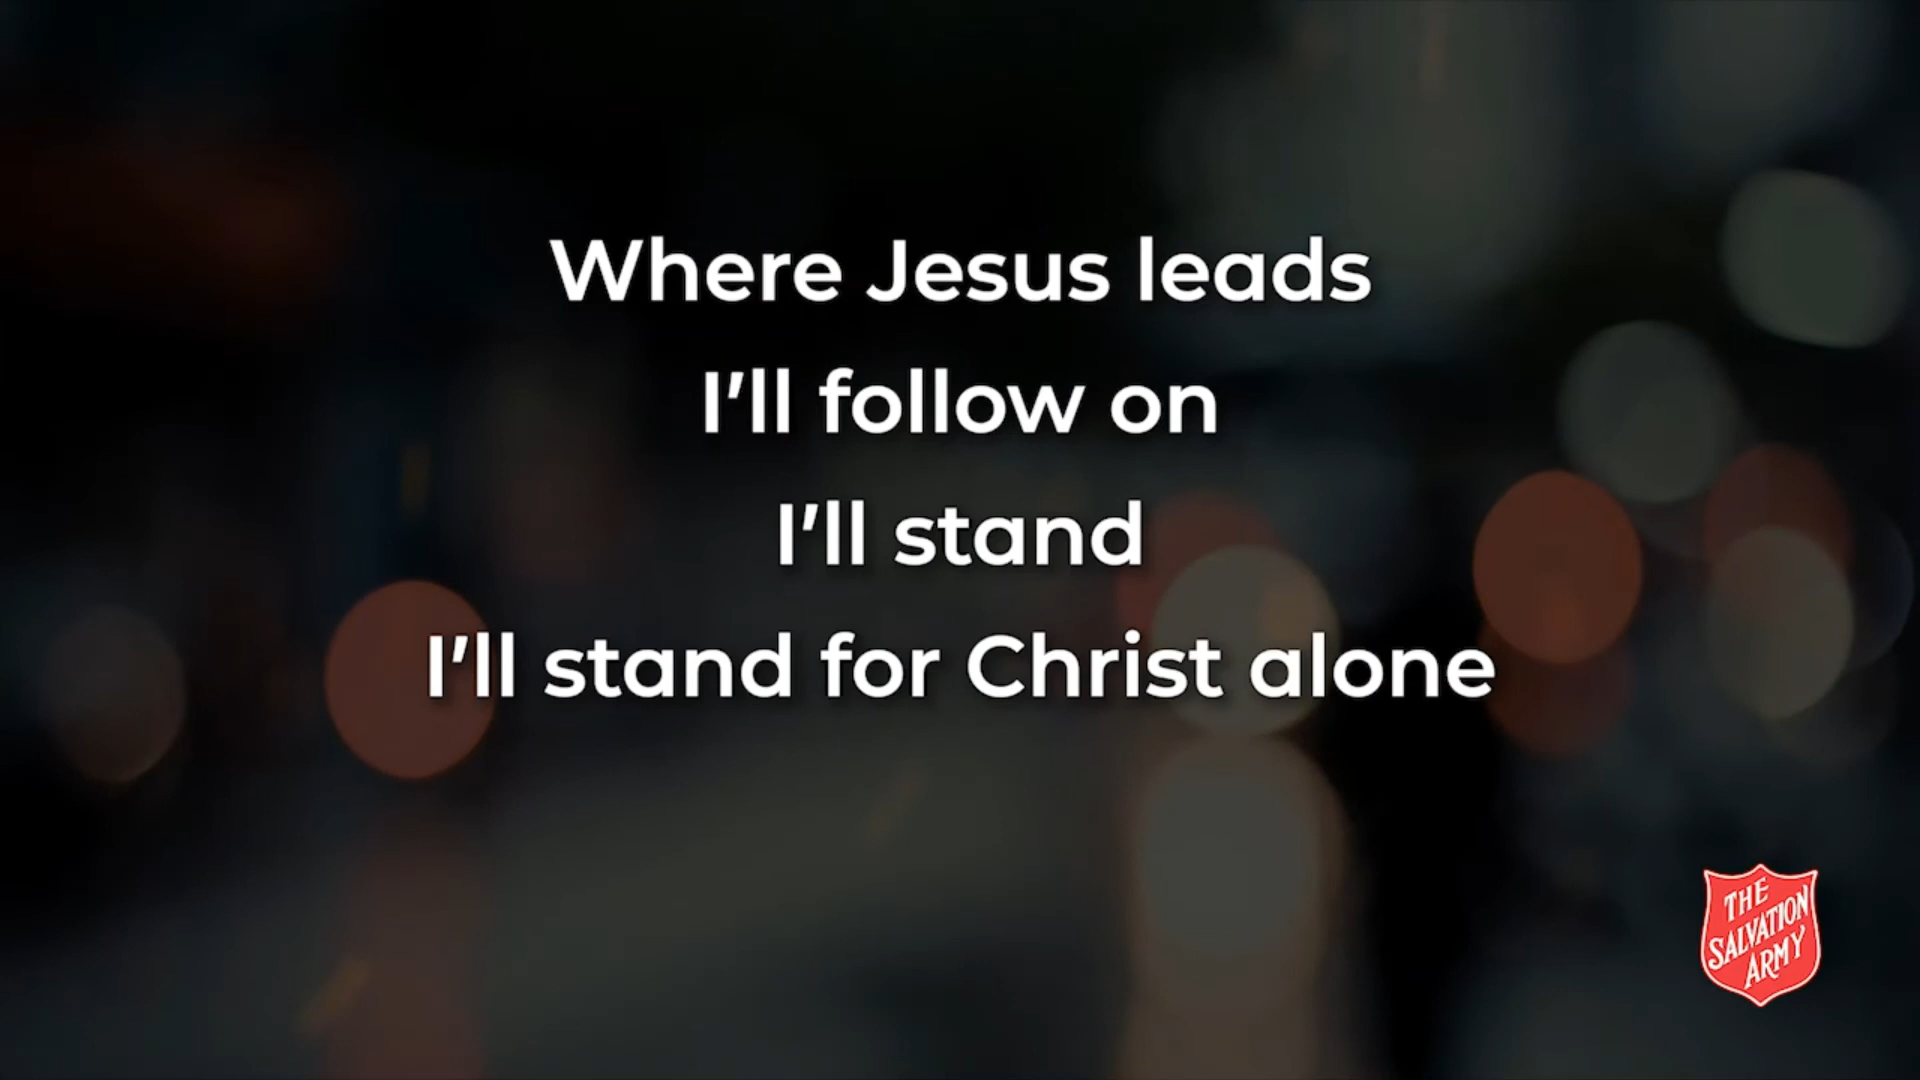 Where Jesus leads
I’ll follow on
I’ll stand
I’ll stand for Christ alone
THE
SALVATION
ARMY